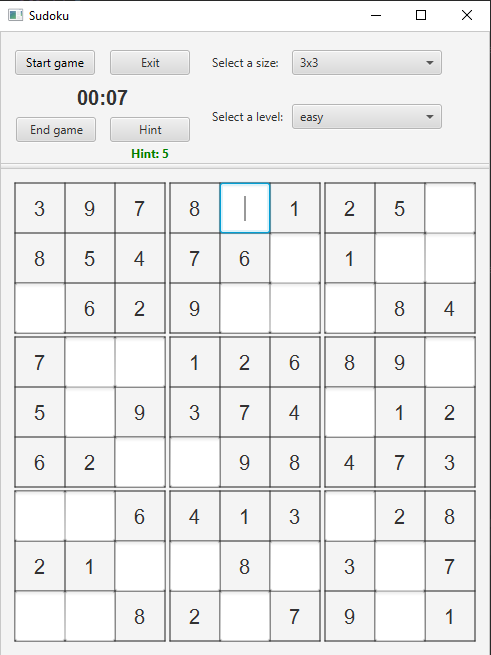 Sudoku
Start game Exit Select a size: 3x3
00:07
End game Hint Select a level: easy
Hint: 5
3 9 7 8 1 2 5
8 5 4 7 6 1
6 2 9 8 4
7 1 2 6 8 9
5 9 3 7 4 1 2
6 2 9 8 4 7 3
6 4 1 3 2 8
2 1 8 3 7
8 2 7 9 1